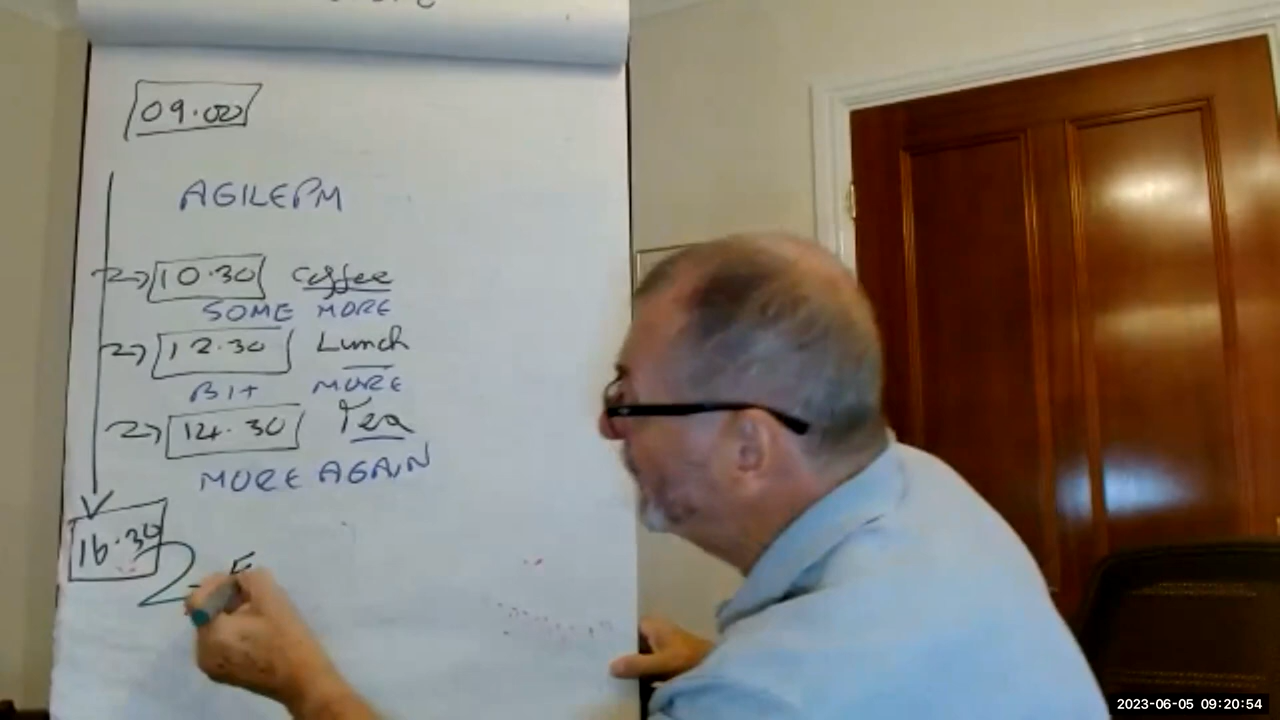 09.00
AGILEPM
10.30 Coffee
SOME MORE
12.30 Lunch
BIT MORE
14.30 Tea
MORE AGAIN
16.30
2023-06-05 09:20:54